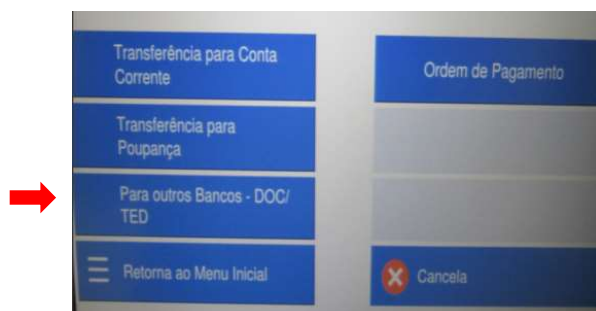 Transferência para Conta
Corrente
Ordem de Pagamento
Transferência para
Poupança
Para outros Bancos - DOC/
TED
Retorna ao Menu Inicial
Cancela